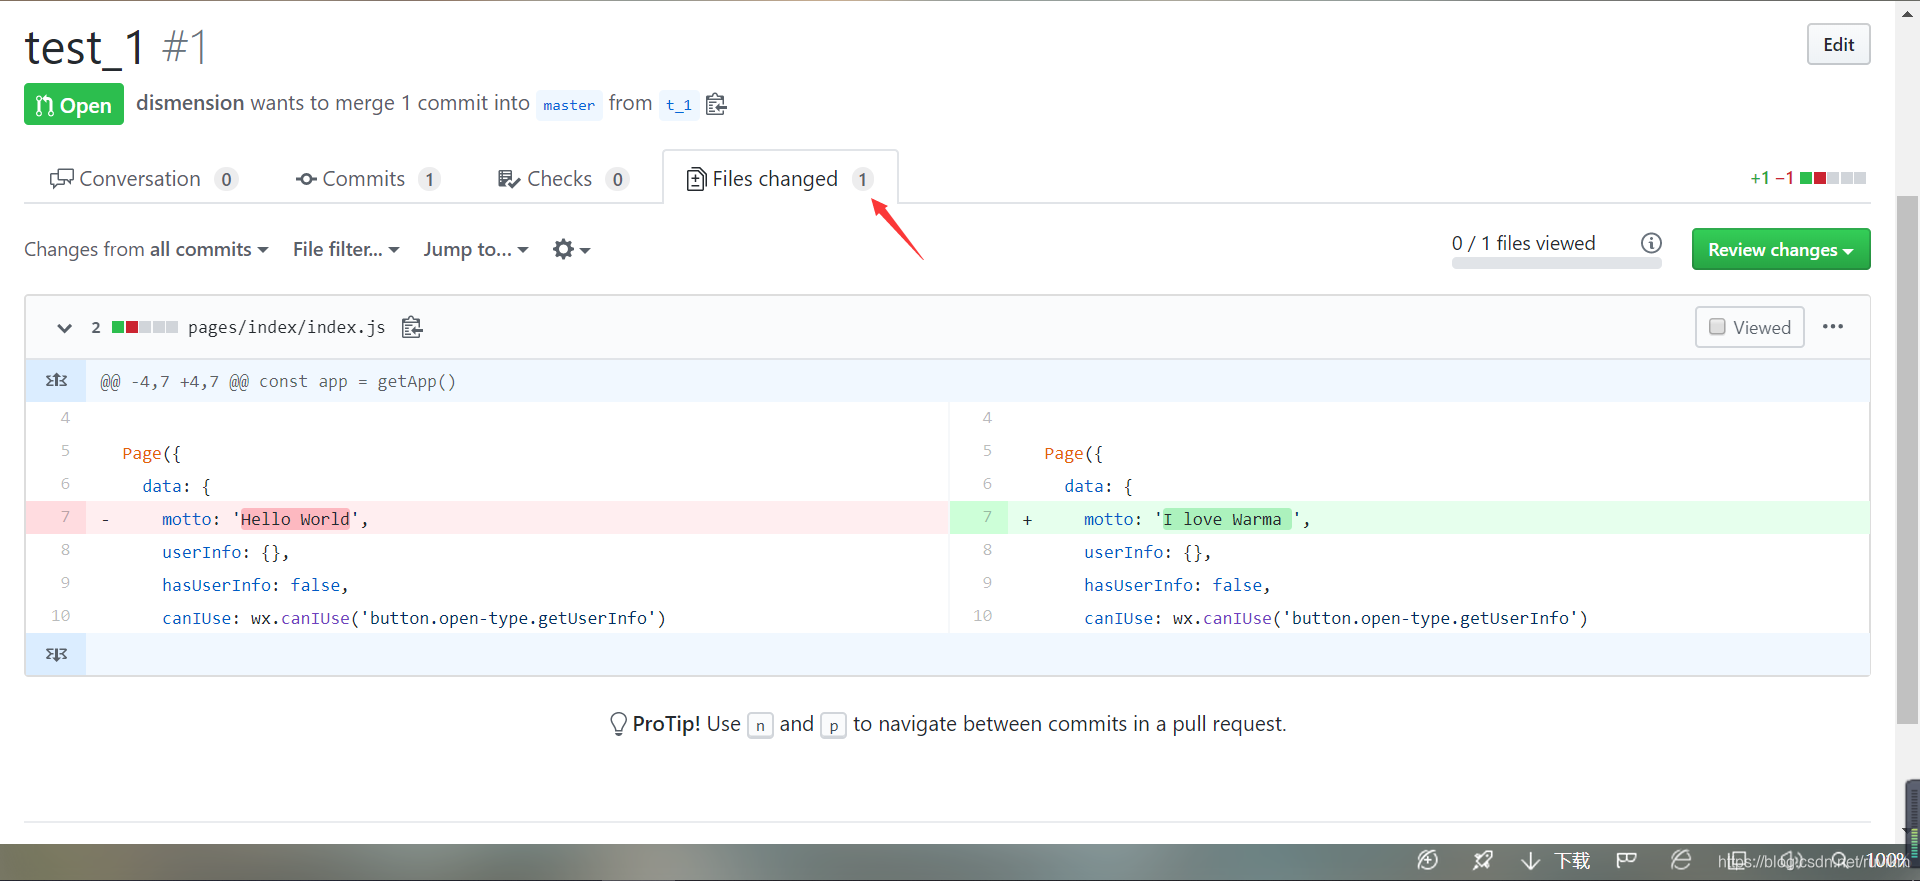 test_1 #1
Edit
Open dismension wants to merge 1 commit into master from t_1
Conversation 0 Commits 1 Checks 0 Files changed 1 +1 −1
Changes from all commits File filter... Jump to... 0 / 1 files viewed Review changes
2 pages/index/index.js Viewed ...
@@ -4,7 +4,7 @@ const app = getApp()
4 4
5 Page({ 5 Page({
6 data: { 6 data: {
7 - motto: 'Hello World', 7 + motto: 'I love Warma ',
8 userInfo: {}, 8 userInfo: {},
9 hasUserInfo: false, 9 hasUserInfo: false,
10 canIUse: wx.canIUse('button.open-type.getUserInfo') 10 canIUse: wx.canIUse('button.open-type.getUserInfo')
ProTip! Use n and p to navigate between commits in a pull request.
下载 100%